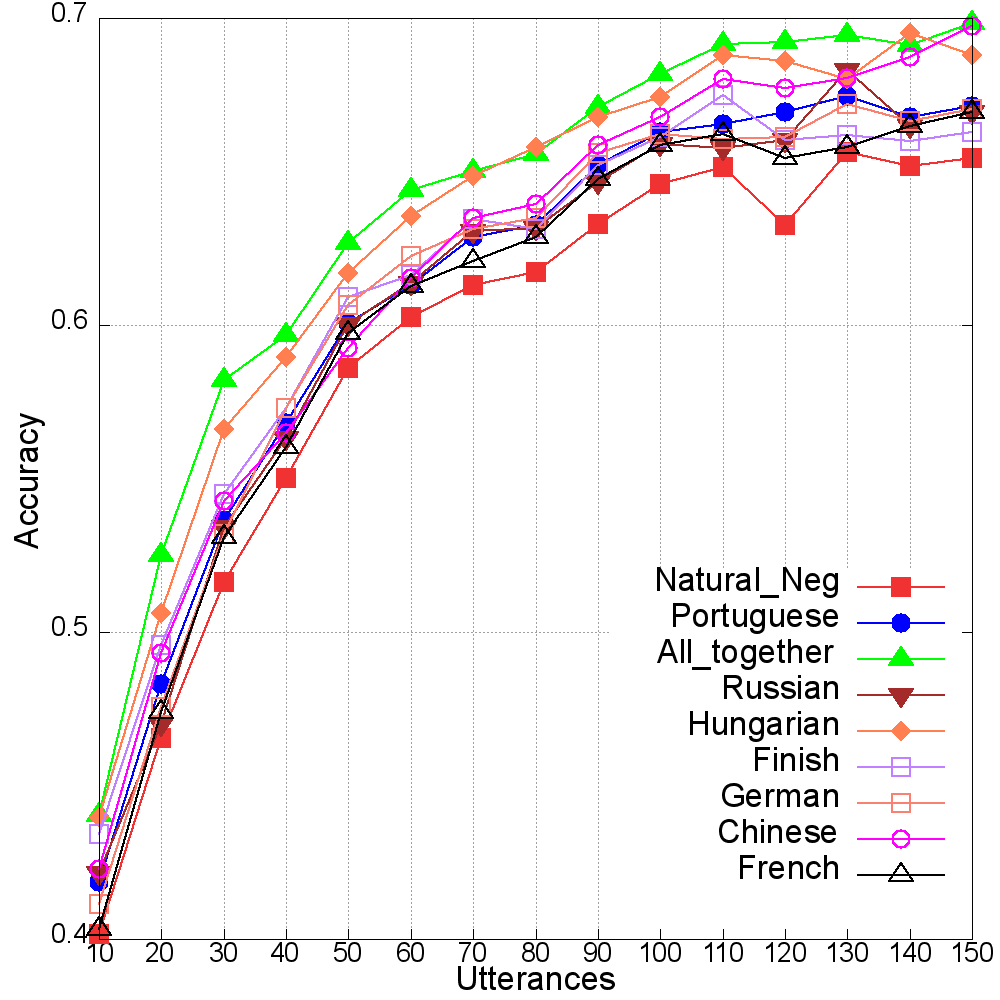 0.7
0.6
0.5
0.4
Accuracy
Natural_Neg
Portuguese
All_together
Russian
Hungarian
Finish
German
Chinese
French
10 20 30 40 50 60 70 80 90 100 110 120 130 140 150
Utterances